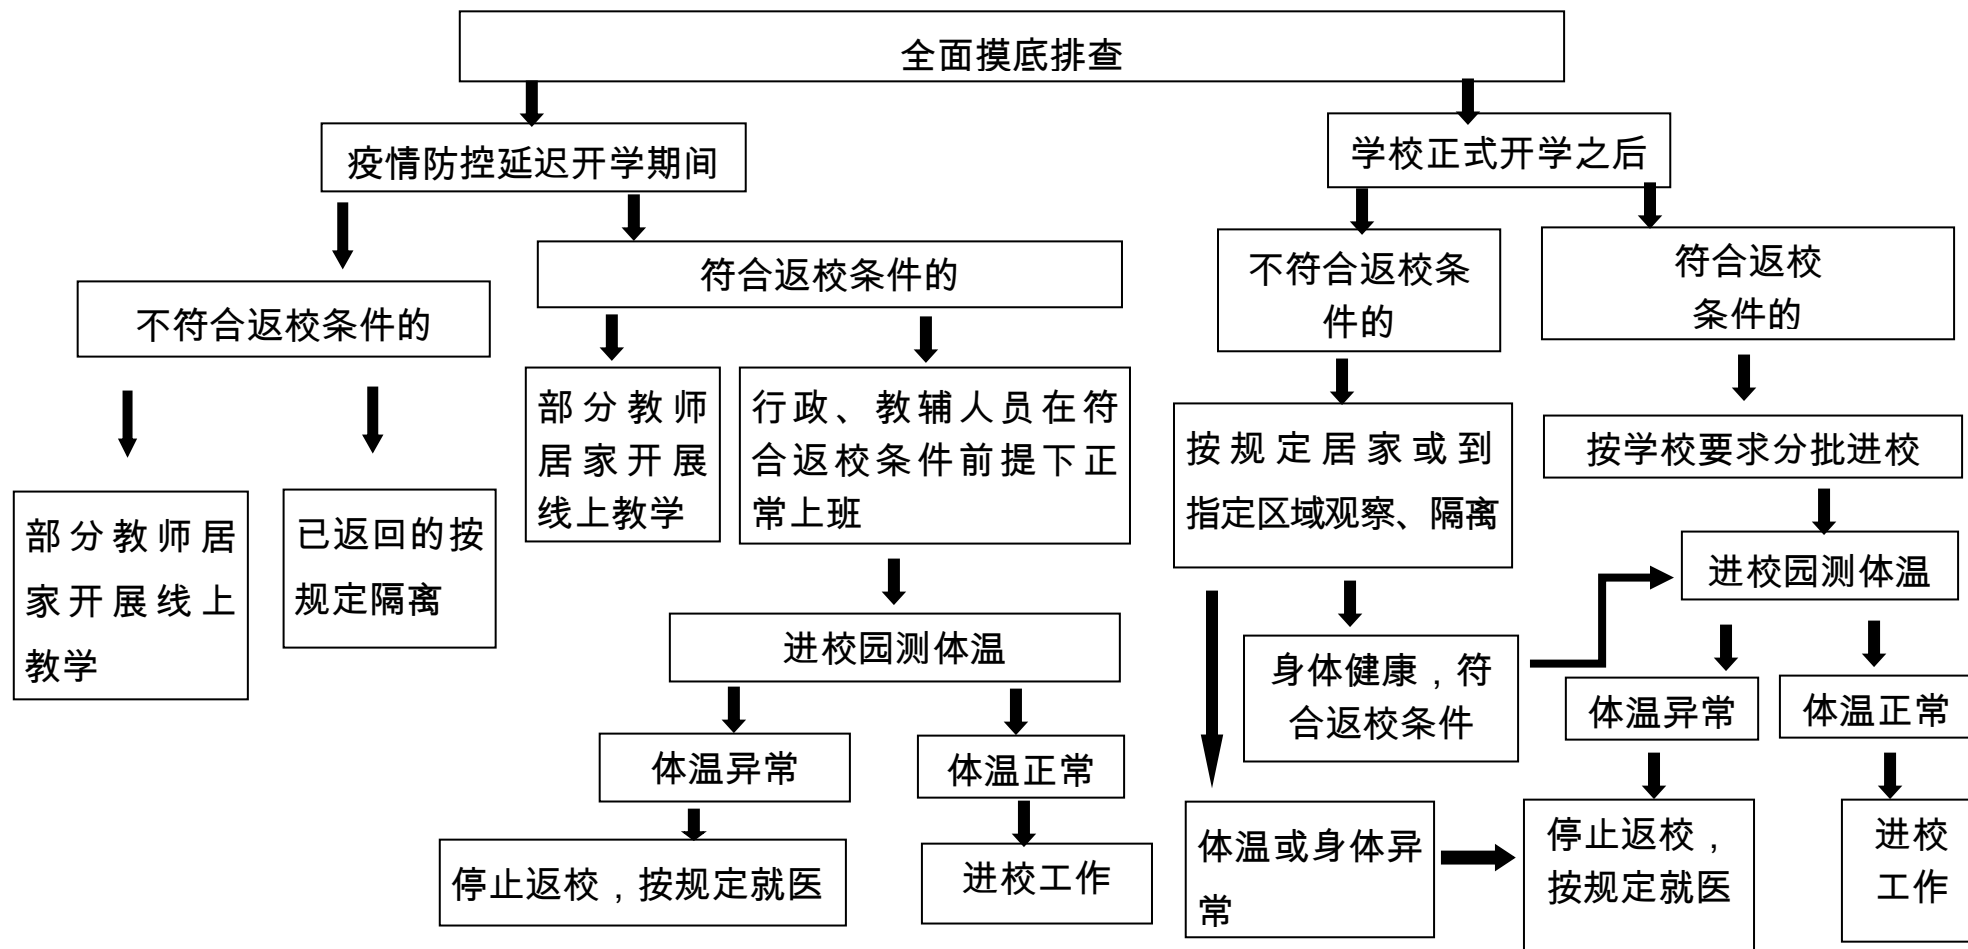 全面摸底排查
疫情防控延迟开学期间
学校正式开学之后
不符合返校条件的
符合返校条件的
不符合返校条
件的
符合返校
条件的
部分教师居
家开展线上
教学
已返回的按
规定隔离
部分教师
居家开展
线上教学
行政、教辅人员在符
合返校条件前提下正
常上班
按规定居家或到
指定区域观察、隔离
按学校要求分批进校
进校园测体温
进校园测体温
身体健康，符
合返校条件
体温异常
体温正常
体温异常
体温正常
停止返校，按规定就医
进校工作
体温或身体异
常
停止返校，
按规定就医
进校
工作